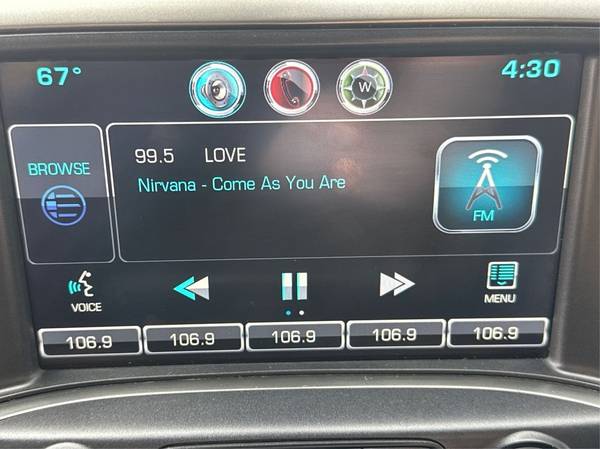 67°
W
4:30
BROWSE
99.5 LOVE
Nirvana - Come As You Are
FM
VOICE
MENU
106.9 106.9 106.9 106.9 106.9